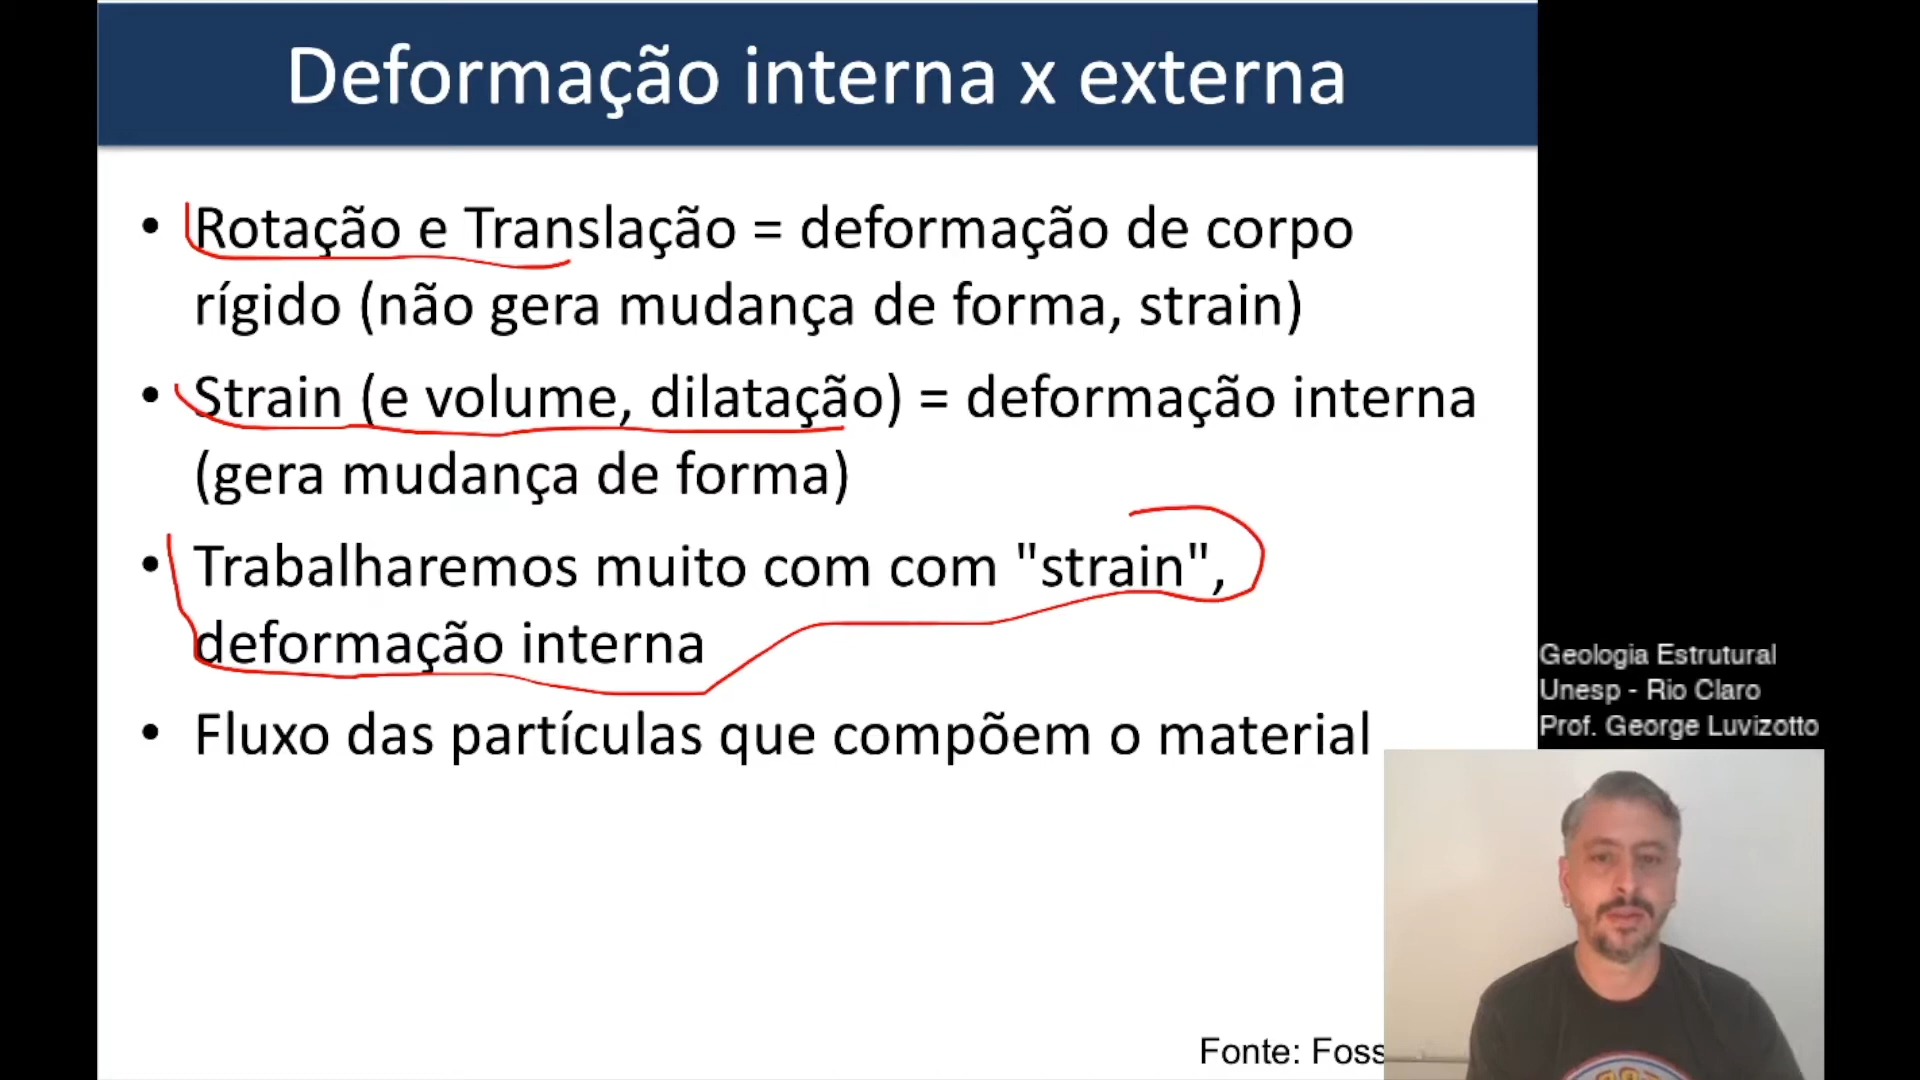 Deformação interna x externa
• Rotação e Translação = deformação de corpo
rígido (não gera mudança de forma, strain)
• Strain (e volume, dilatação) = deformação interna
(gera mudança de forma)
• Trabalharemos muito com com "strain",
deformação interna
• Fluxo das partículas que compõem o material
Geologia Estrutural
Unesp - Rio Claro
Prof. George Luvizotto
Fonte: Foss